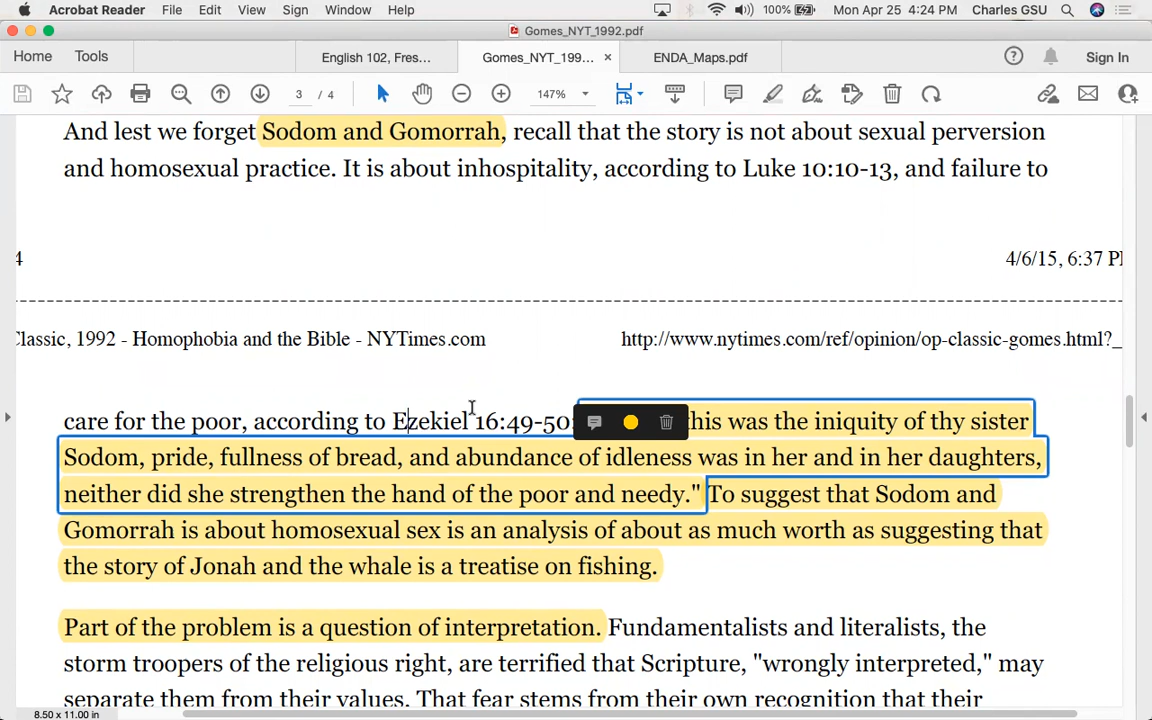 Acrobat Reader File Edit View Sign Window Help 100% Mon Apr 25 4:24 PM Charles GSU
Gomes_NYT_1992.pdf
Home Tools English 102, Fres... Gomes_NYT_199... × ENDA_Maps.pdf Sign In
3 / 4 147%
And lest we forget Sodom and Gomorrah, recall that the story is not about sexual perversion
and homosexual practice. It is about inhospitality, according to Luke 10:10-13, and failure to
4 4/6/15, 6:37 P
Classic, 1992 - Homophobia and the Bible - NYTimes.com http://www.nytimes.com/ref/opinion/op-classic-gomes.html?_
care for the poor, according to Ezekiel 16:49-50: this was the iniquity of thy sister
Sodom, pride, fullness of bread, and abundance of idleness was in her and in her daughters,
neither did she strengthen the hand of the poor and needy." To suggest that Sodom and
Gomorrah is about homosexual sex is an analysis of about as much worth as suggesting that
the story of Jonah and the whale is a treatise on fishing.
Part of the problem is a question of interpretation. Fundamentalists and literalists, the
storm troopers of the religious right, are terrified that Scripture, "wrongly interpreted," may
separate them from their values. That fear stems from their own recognition that their
8.50 x 11.00 in